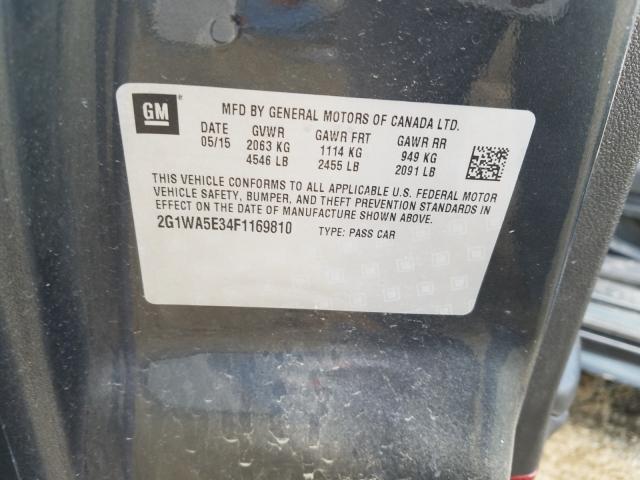 GM
MFD BY GENERAL MOTORS OF CANADA LTD.
DATE GVWR GAWR FRT GAWR RR
05/15 2063 KG 1114 KG 949 KG
4546 LB 2455 LB 2091 LB
THIS VEHICLE CONFORMS TO ALL APPLICABLE U.S. FEDERAL MOTOR
VEHICLE SAFETY, BUMPER, AND THEFT PREVENTION STANDARDS IN
EFFECT ON THE DATE OF MANUFACTURE SHOWN ABOVE.
2G1WA5E34F1169810 TYPE: PASS CAR